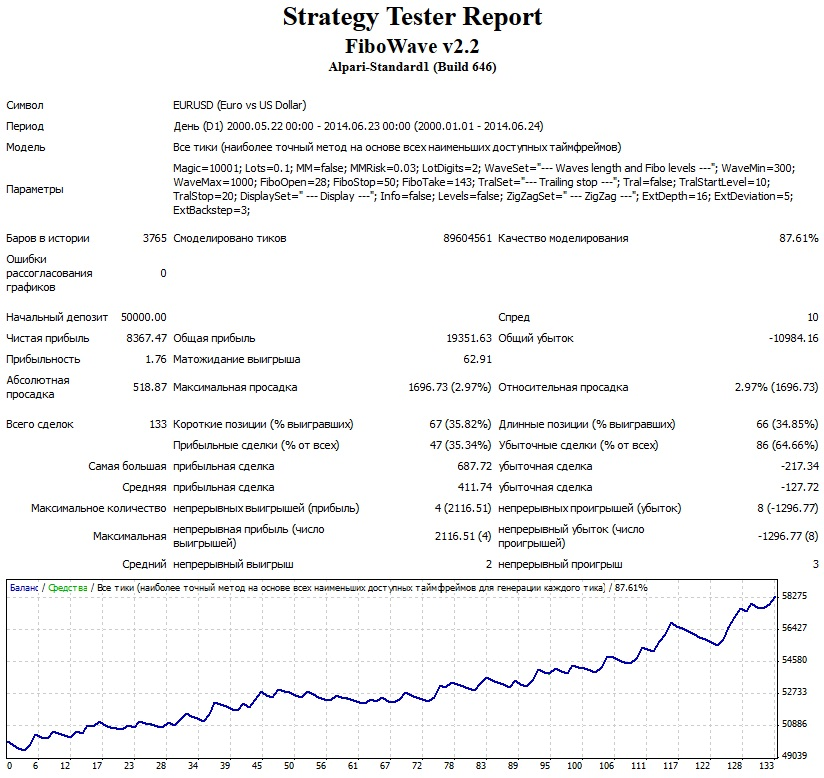 Strategy Tester Report
FiboWave v2.2
Alpari-Standard1 (Build 646)
Символ EURUSD (Euro vs US Dollar)
Период День (D1) 2000.05.22 00:00 - 2014.06.23 00:00 (2000.01.01 - 2014.06.24)
Модель Все тики (наиболее точный метод на основе всех наименьших доступных таймфреймов)
Параметры Magic=10001; Lots=0.1; MM=false; MMRisk=0.03; LotDigits=2; WaveSet="--- Waves length and Fibo levels ---"; WaveMin=300;
WaveMax=1000; FiboOpen=28; FiboStop=50; FiboTake=143; TralSet="--- Trailing stop ---"; Tral=false; TralStartLevel=10;
TralStop=20; DisplaySet=" --- Display ---"; Info=false; Levels=false; ZigZagSet=" --- ZigZag ---"; ExtDepth=16; ExtDeviation=5;
ExtBackstep=3;
Баров в истории 3765 Смоделировано тиков 89604561 Качество моделирования 87.61%
Ошибки
рассогласования 0
графиков
Начальный депозит 50000.00 Спред 10
Чистая прибыль 8367.47 Общая прибыль 19351.63 Общий убыток -10984.16
Прибыльность 1.76 Матожидание выигрыша 62.91
Абсолютная
просадка 518.87 Максимальная просадка 1696.73 (2.97%) Относительная просадка 2.97% (1696.73)
Всего сделок 133 Короткие позиции (% выигравших) 67 (35.82%) Длинные позиции (% выигравших) 66 (34.85%)
Прибыльные сделки (% от всех) 47 (35.34%) Убыточные сделки (% от всех) 86 (64.66%)
Самая большая прибыльная сделка 687.72 убыточная сделка -217.34
Средняя прибыльная сделка 411.74 убыточная сделка -127.72
Максимальное количество непрерывных выигрышей (прибыль) 4 (2116.51) непрерывных проигрышей (убыток) 8 (-1296.77)
Максимальная непрерывная прибыль (число выигрышей) 2116.51 (4) непрерывный убыток (число проигрышей) -1296.77 (8)
Средний непрерывный выигрыш 2 непрерывный проигрыш 3
Баланс / Средства / Все тики (наиболее точный метод на основе всех наименьших доступных таймфреймов для генерации каждого тика) / 87.61%
58275
56427
54580
52733
50886
49039
0 6 12 17 23 28 34 39 45 51 56 62 67 72 78 83 89 95 100 106 111 117 122 128 133